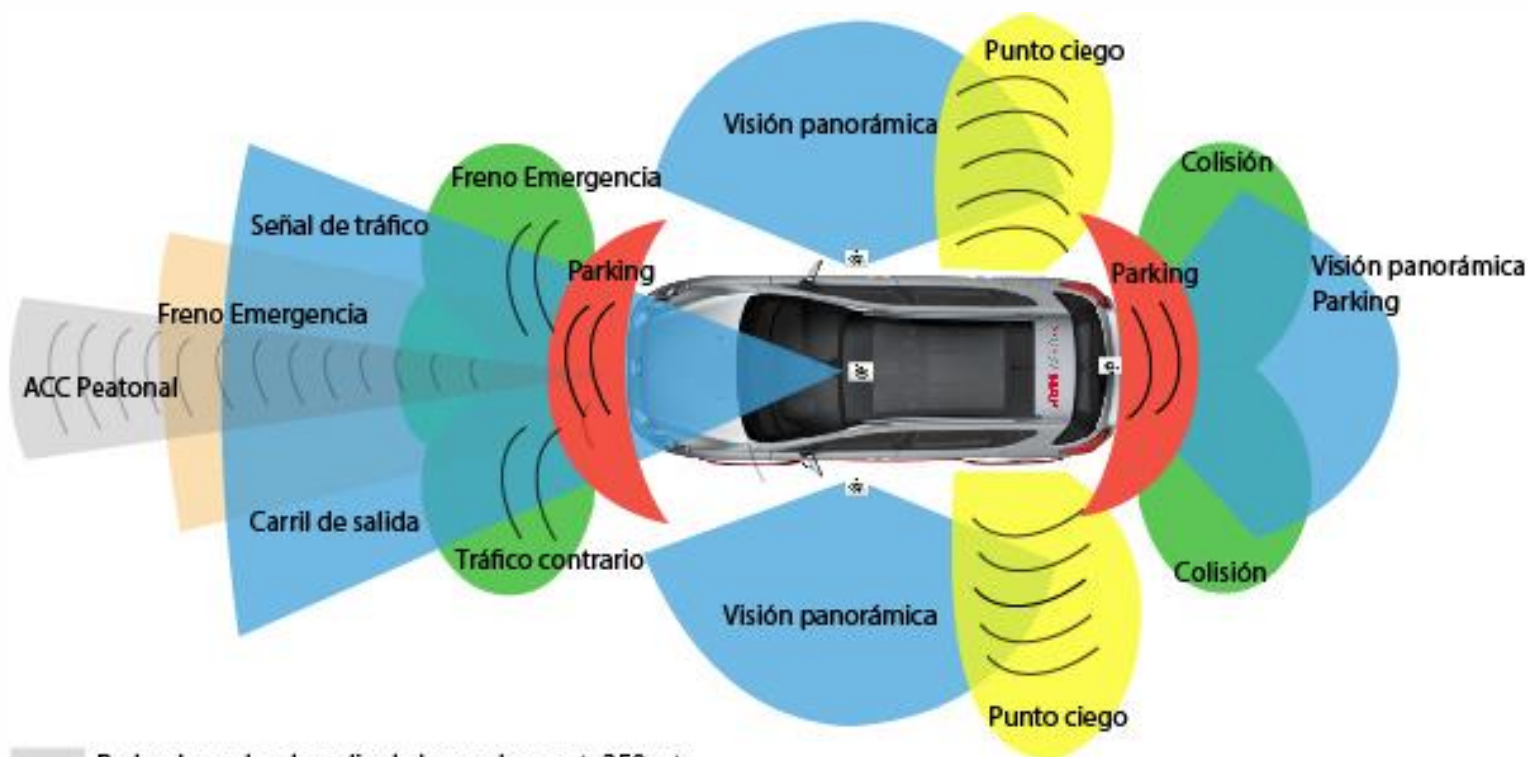 Punto ciego
Visión panorámica
Colisión
Freno Emergencia
Señal de tráfico
Parking
Parking
Visión panorámica
Parking
Freno Emergencia
ACC Peatonal
Carril de salida
Tráfico contrario
Colisión
Visión panorámica
Punto ciego